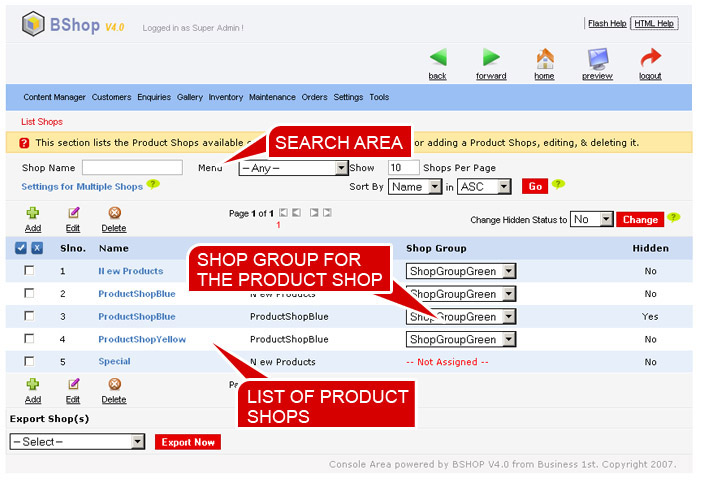 BShop V4.0
Logged in as Super Admin !
Flash Help HTML Help
back forward home preview logout
Content Manager Customers Enquiries Gallery Inventory Maintenance Orders Settings Tools
List Shops
? This section lists the Product Shops available or adding a Product Shops, editing, & deleting it.
SEARCH AREA
Shop Name Menu --Any-- Show 10 Shops Per Page
Settings for Multiple Shops ? Sort By Name in ASC Go ?
Add Edit Delete
Page 1 of 1
1
Change Hidden Status to No Change ?
Slno. Name Shop Group Hidden
SHOP GROUP FOR
THE PRODUCT SHOP
1 New Products ShopGroupGreen No
2 ProductShopBlue New Products ShopGroupGreen No
3 ProductShopBlue ProductShopBlue ShopGroupGreen Yes
4 ProductShopYellow ProductShopBlue ShopGroupGreen No
5 Special New Products -- Not Assigned -- No
LIST OF PRODUCT
SHOPS
Add Edit Delete
Export Shop(s)
--Select-- Export Now
Console Area powered by BSHOP V4.0 from Business 1st. Copyright 2007.